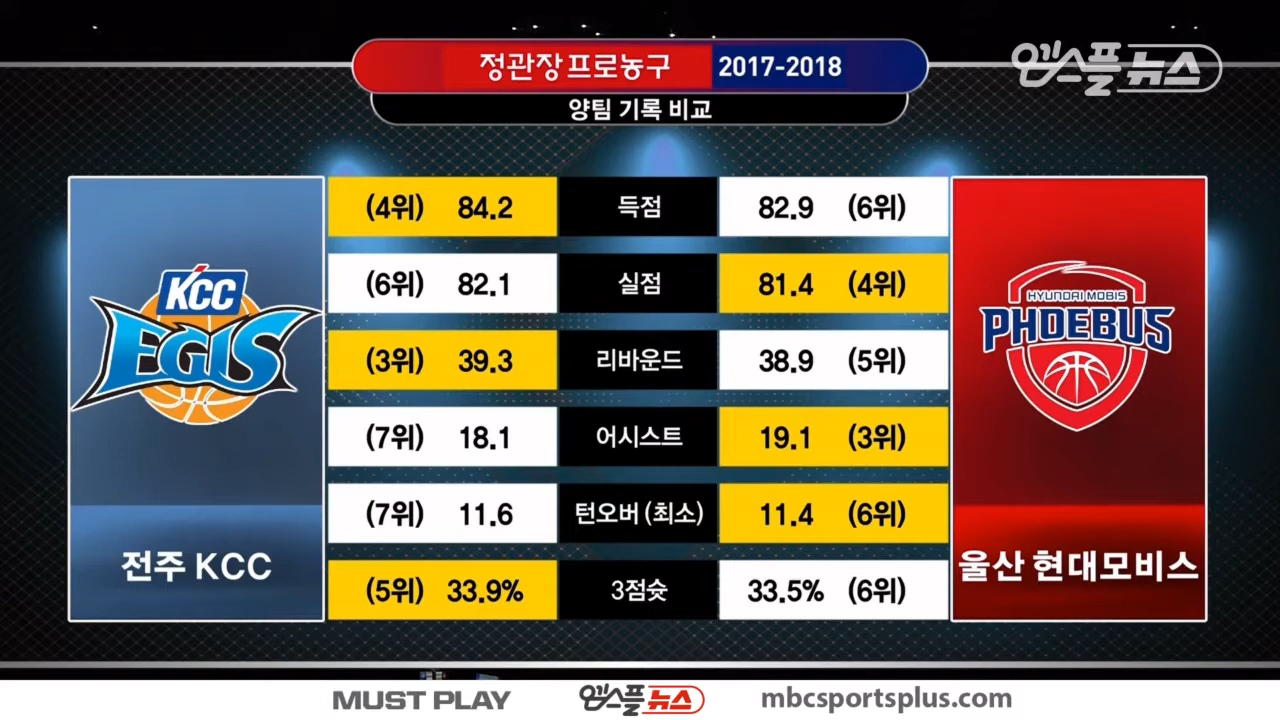 정관장 프로농구 2017-2018
엠스플 뉴스
양팀 기록 비교
(4위) 84.2 득점 82.9 (6위)
(6위) 82.1 실점 81.4 (4위)
(3위) 39.3 리바운드 38.9 (5위)
(7위) 18.1 어시스트 19.1 (3위)
(7위) 11.6 턴오버 (최소) 11.4 (6위)
(5위) 33.9% 3점슛 33.5% (6위)
KCC
EGIS
전주 KCC
HYUNDAI MOBIS
PHOEBUS
울산 현대모비스
MUST PLAY 엠스플 뉴스 mbcsportsplus.com